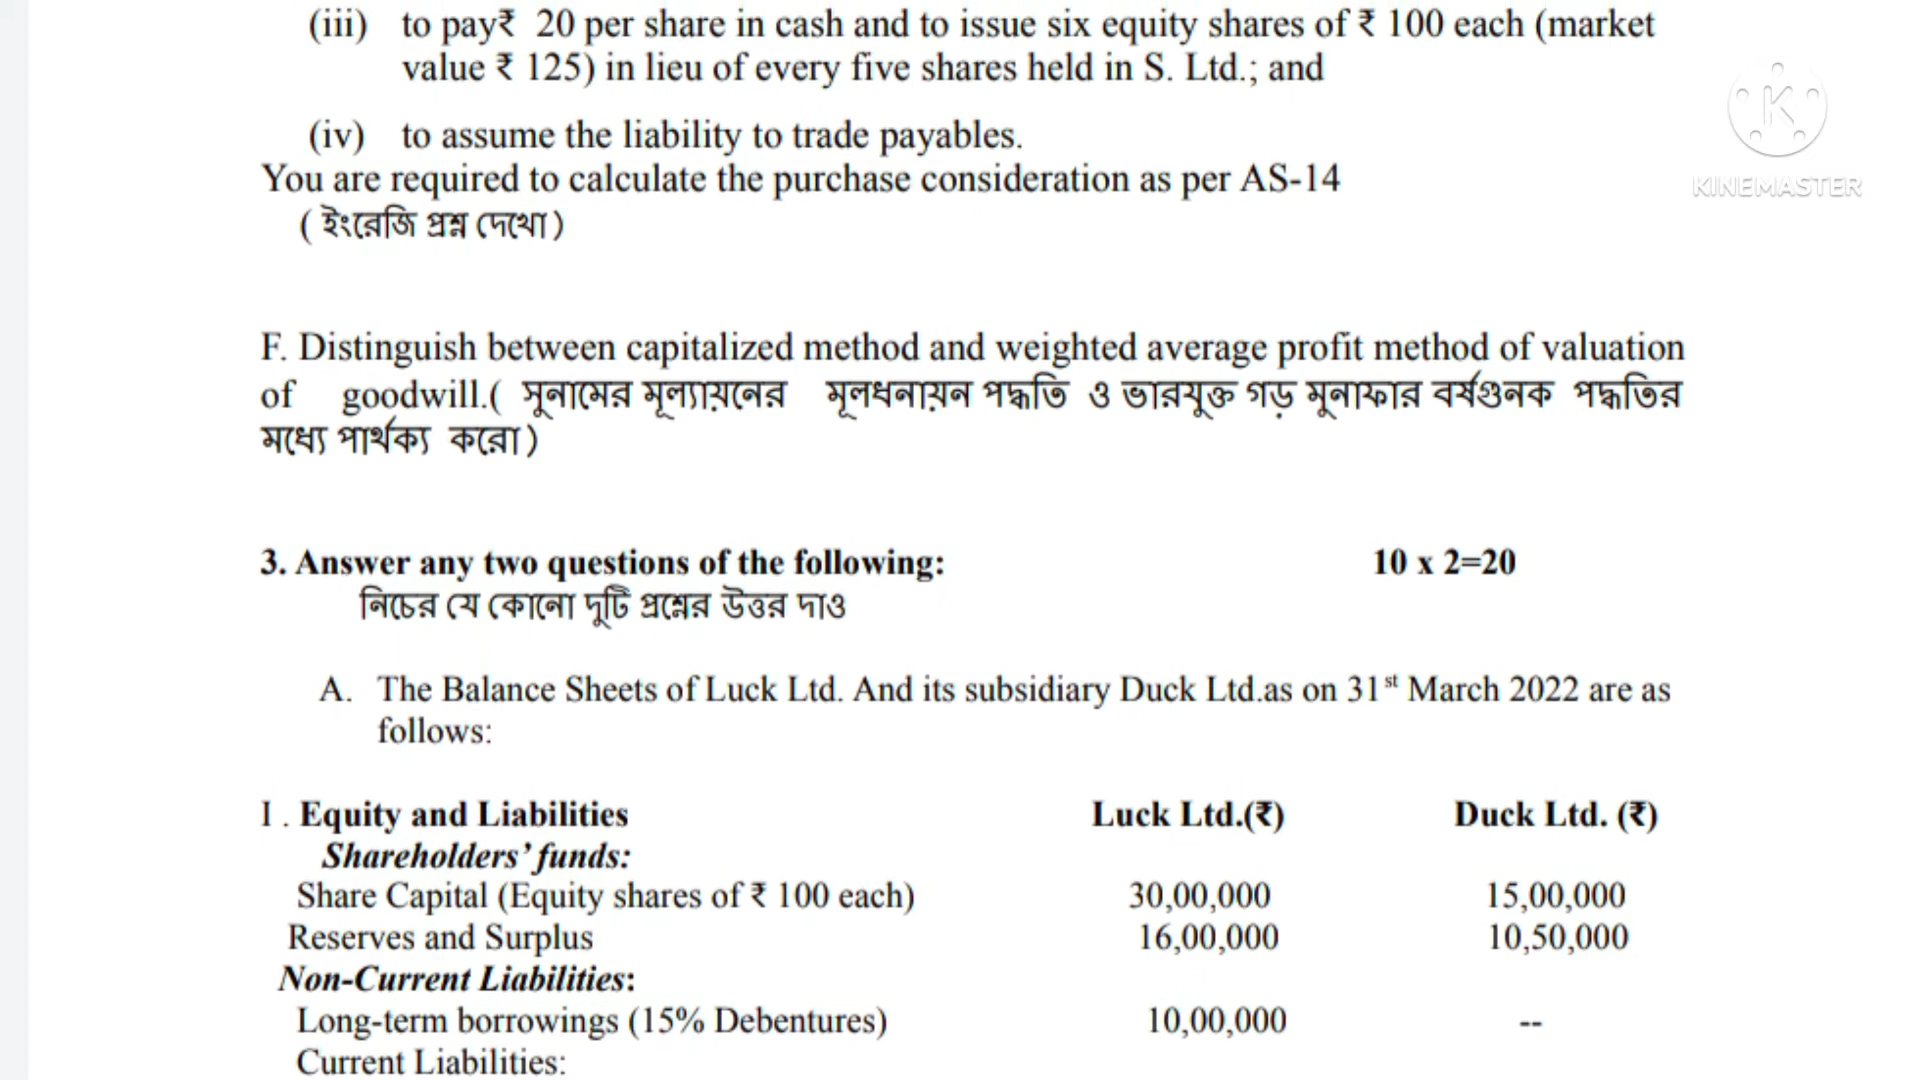 (iii) to pay₹ 20 per share in cash and to issue six equity shares of ₹ 100 each (market
value ₹ 125) in lieu of every five shares held in S. Ltd.; and
(iv) to assume the liability to trade payables.
You are required to calculate the purchase consideration as per AS-14
( ইংরেজি প্রশ্ন দেখো )
KINEMASTER
F. Distinguish between capitalized method and weighted average profit method of valuation
of goodwill.( সুনামের মূল্যায়নের মূলধনায়ন পদ্ধতি ও ভারযুক্ত গড় মুনাফার বর্ষগুনক পদ্ধতির
মধ্যে পার্থক্য করো )
3. Answer any two questions of the following: 10 x 2=20
নিচের যে কোনো দুটি প্রশ্নের উত্তর দাও
A. The Balance Sheets of Luck Ltd. And its subsidiary Duck Ltd.as on 31st March 2022 are as
follows:
I . Equity and Liabilities Luck Ltd.(₹) Duck Ltd. (₹)
Shareholders’ funds:
Share Capital (Equity shares of ₹ 100 each) 30,00,000 15,00,000
Reserves and Surplus 16,00,000 10,50,000
Non-Current Liabilities:
Long-term borrowings (15% Debentures) 10,00,000 --
Current Liabilities: